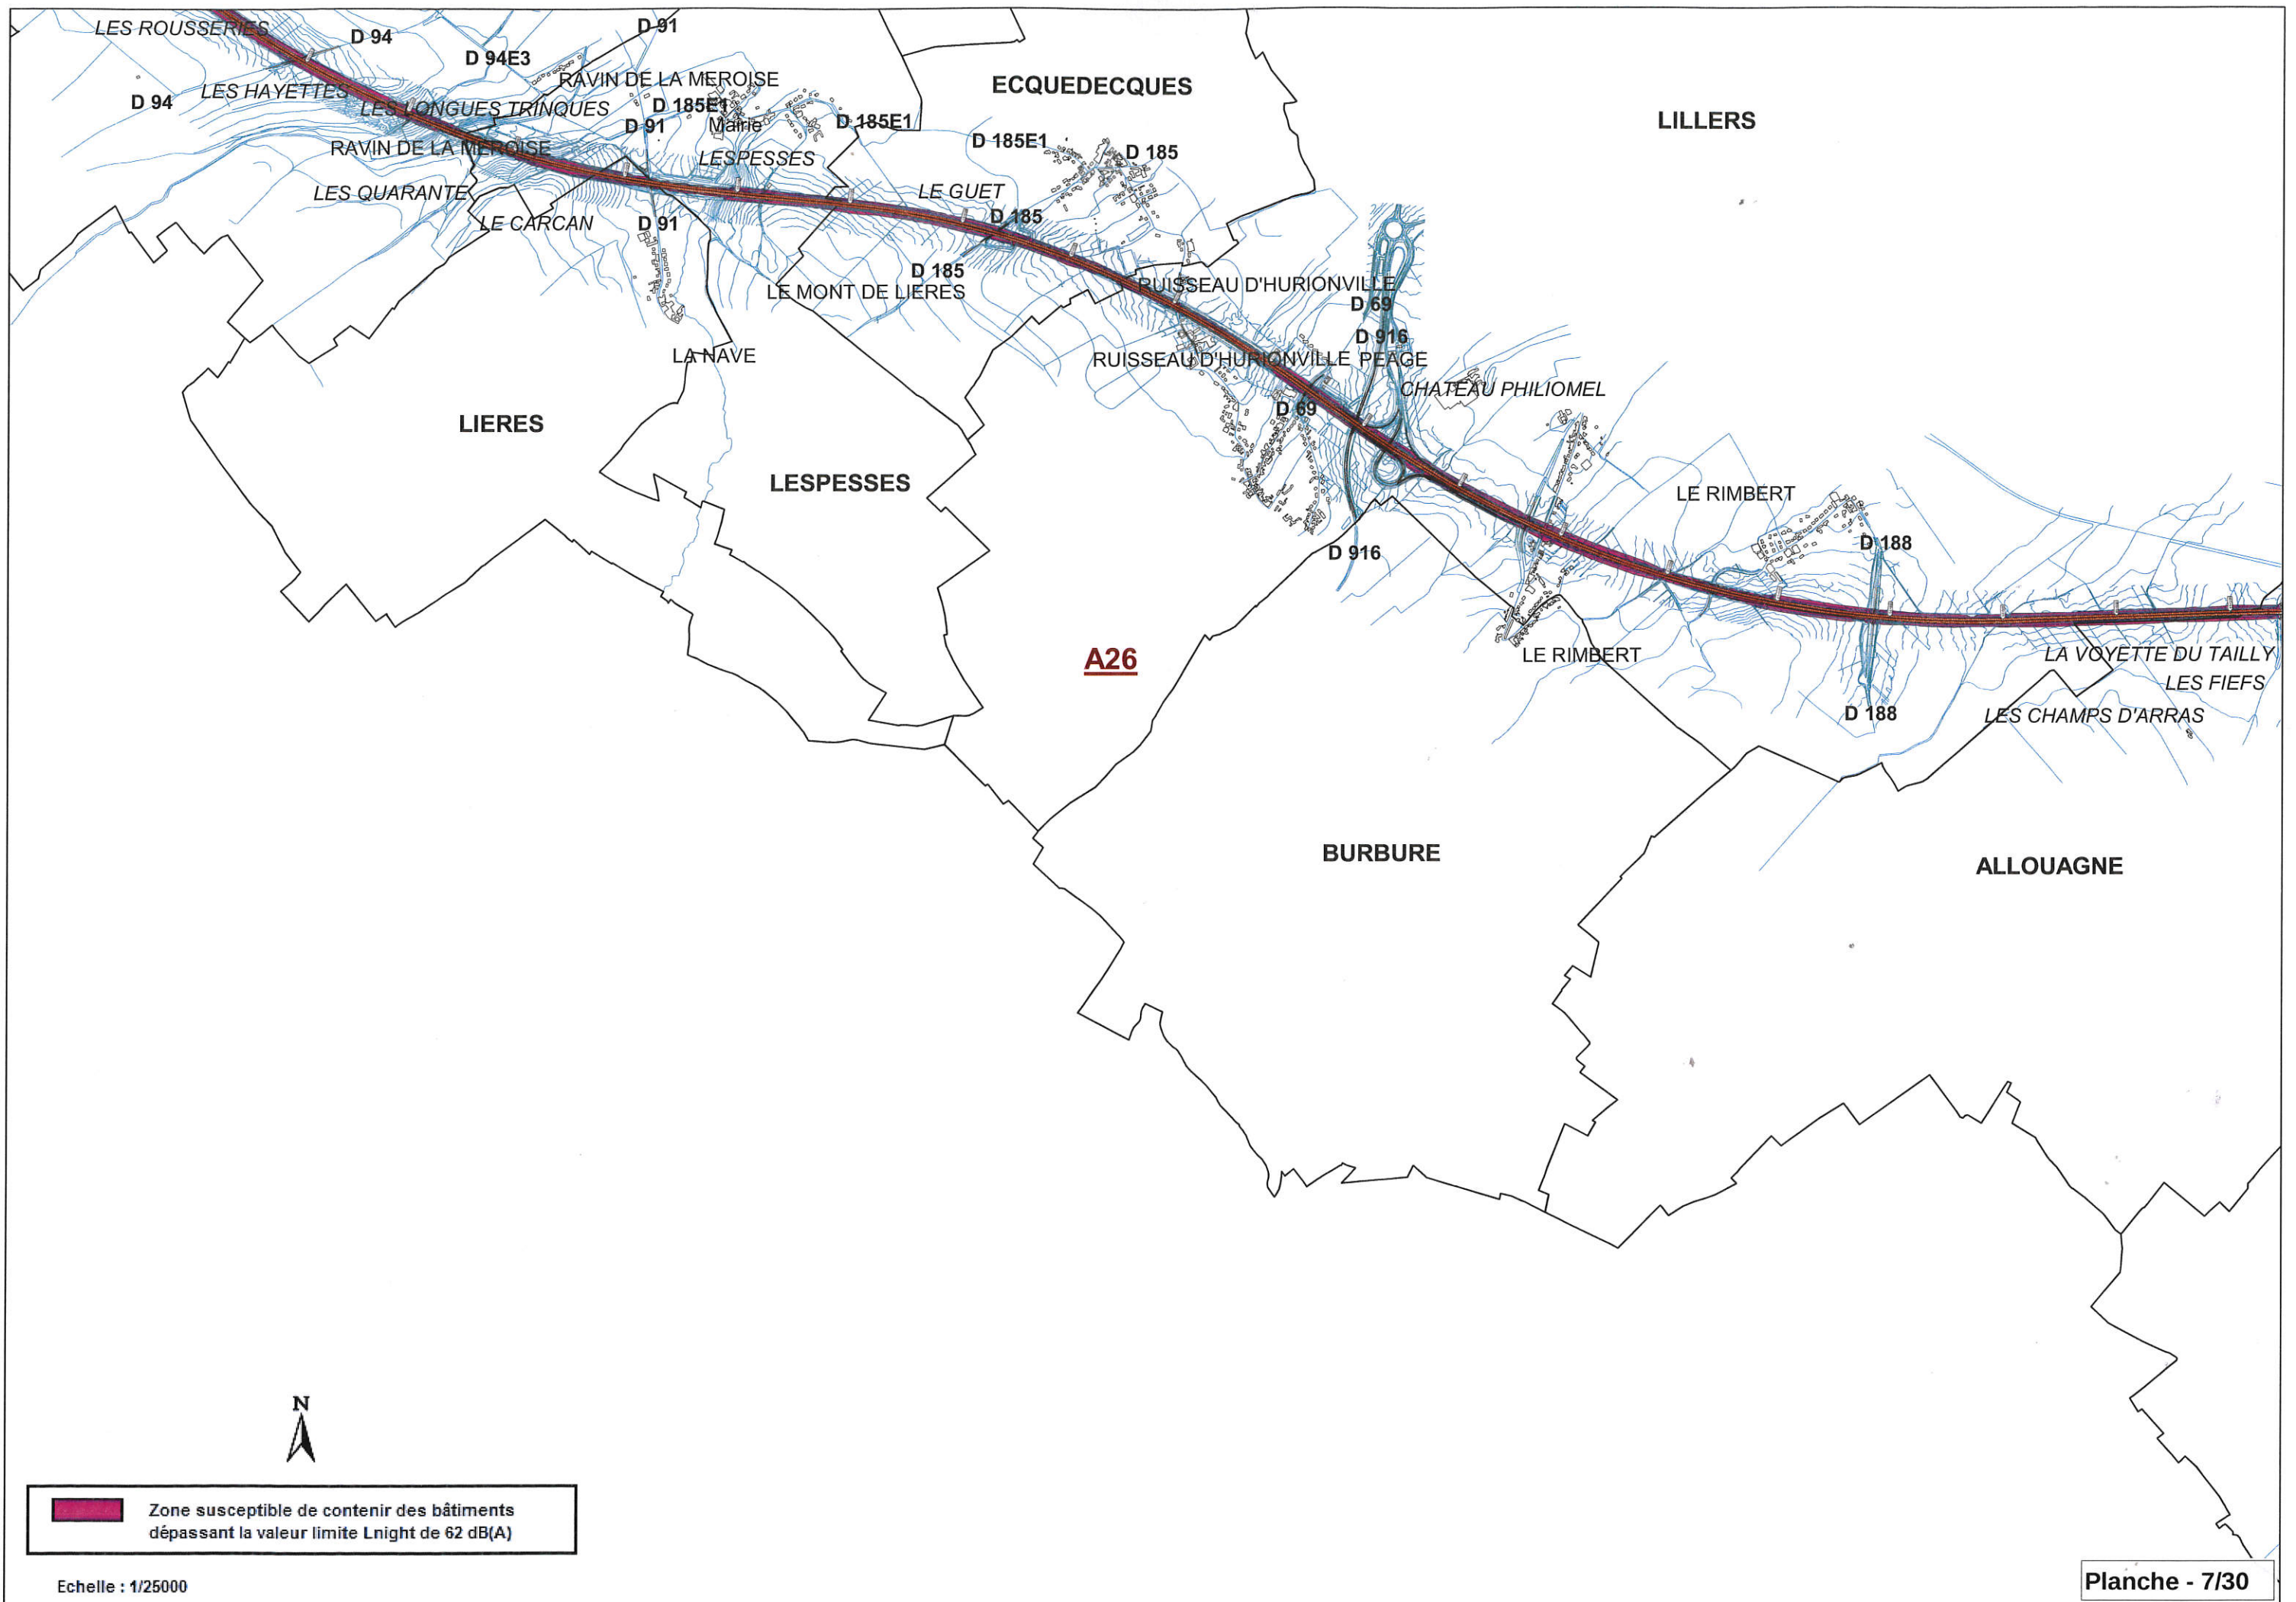 LES ROUSSERIES
D 94
D 91
D 94E3
RAVIN DE LA MEROISE
ECQUEDECQUES
LES HAYETTES
D 94
LES LONGUES TRINQUES
D 185E1
D 91
Mairie
D 185E1
LILLERS
RAVIN DE LA MEROISE
LESPESSES
D 185E1
D 185
LES QUARANTE
LE GUET
LE CARCAN
D 91
D 185
D 185
LE MONT DE LIERES
RUISSEAU D'HURIONVILLE
D 69
D 916
LA NAVE
RUISSEAU D'HURIONVILLE
PEAGE
CHATEAU PHILIOMEL
D 69
LIERES
LESPESSES
LE RIMBERT
D 188
D 916
A26
LE RIMBERT
LA VOYETTE DU TAILLY
LES FIEFS
D 188
LES CHAMPS D'ARRAS
BURBURE
ALLOUAGNE
N
Zone susceptible de contenir des bâtiments
dépassant la valeur limite Lnight de 62 dB(A)
Echelle : 1/25000
Planche - 7/30